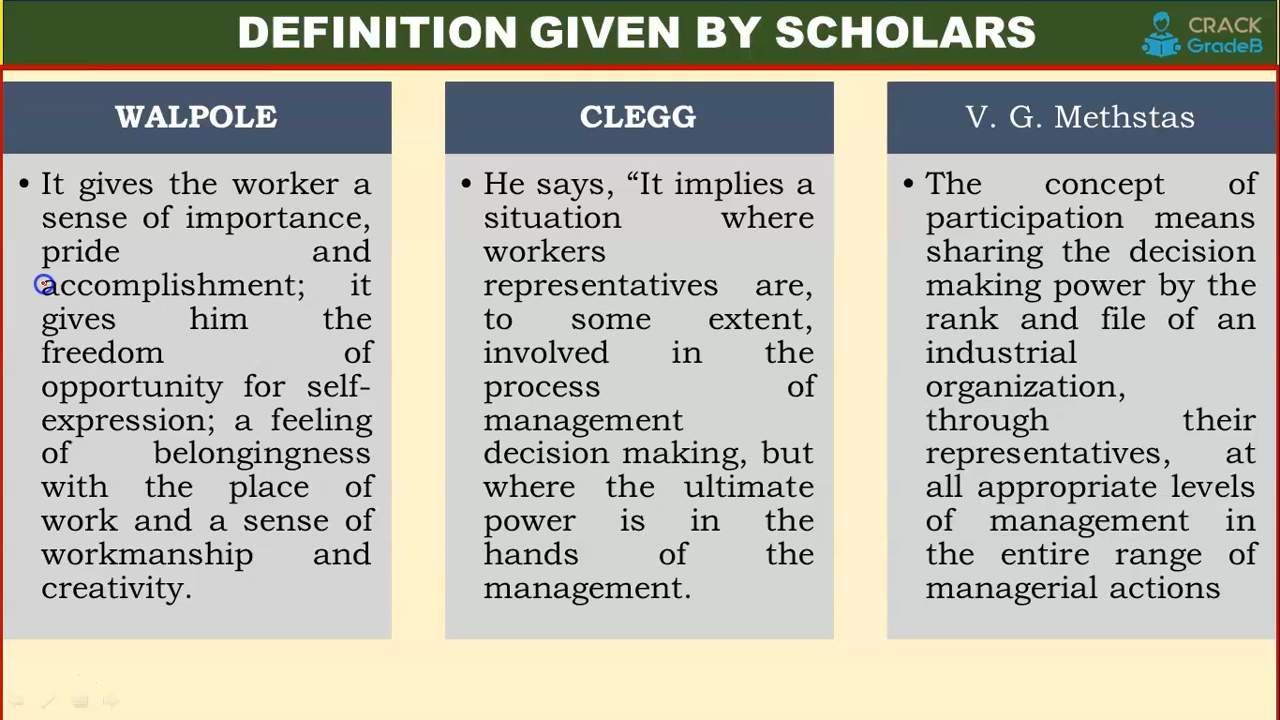 DEFINITION GIVEN BY SCHOLARS
CRACK
GradeB
WALPOLE
• It gives the worker a
sense of importance,
pride and
accomplishment; it
gives him the
freedom of
opportunity for self-
expression; a feeling
of belongingness
with the place of
work and a sense of
workmanship and
creativity.
CLEGG
• He says, “It implies a
situation where
workers
representatives are,
to some extent,
involved in the
process of
management
decision making, but
where the ultimate
power is in the
hands of the
management.
V. G. Methstas
• The concept of
participation means
sharing the decision
making power by the
rank and file of an
industrial
organization,
through their
representatives, at
all appropriate levels
of management in
the entire range of
managerial actions